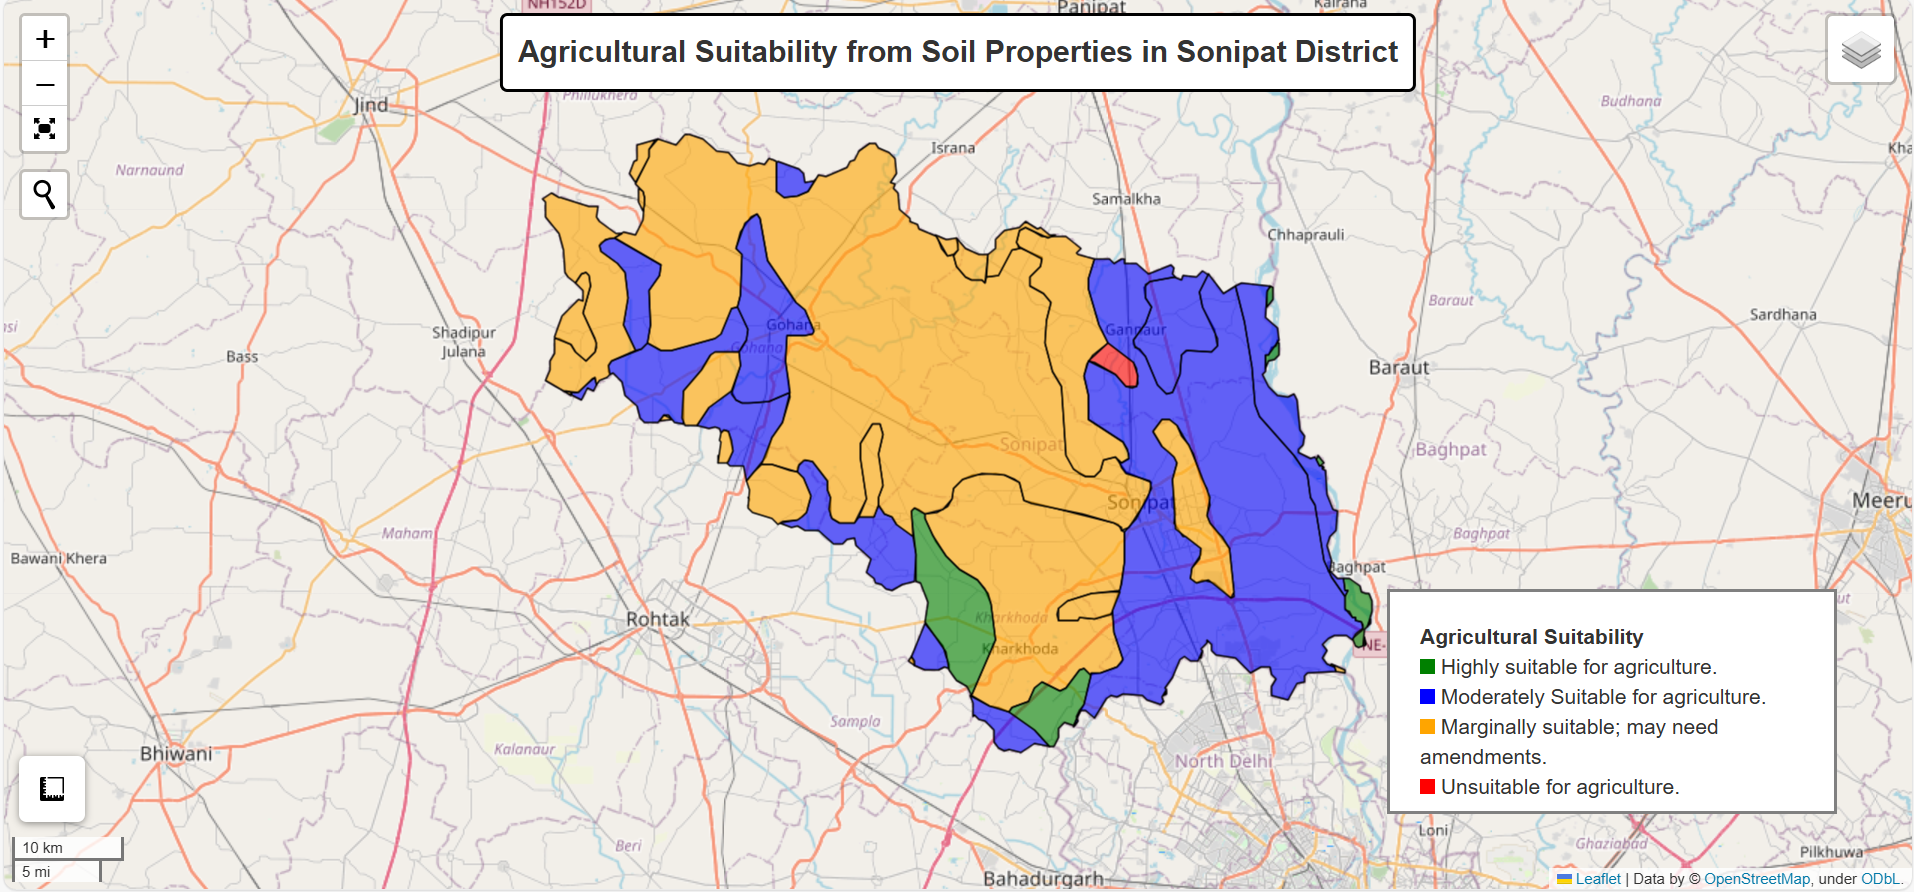 NH152D
Panipat
Kairana
+
Agricultural Suitability from Soil Properties in Sonipat District
−
Phillukhera
Jind
Budhana
Israna
Narnaund
Samalkha
Chhaprauli
Baraut
Sardhana
Gohana
Ganaur
Shadipur
Julana
Gohana
Bass
Baraut
Sonipat
Baghpat
Sonipat
Meeru
Maham
Baghpat
Bawani Khera
Baghpat
Rohtak
Kharkhoda
Kharkhoda
NE-
Agricultural Suitability
Highly suitable for agriculture.
Moderately Suitable for agriculture.
Marginally suitable; may need
amendments.
Unsuitable for agriculture.
Sampla
Kalanaur
Bhiwani
North Delhi
Loni
Beri
Ghaziabad
Pilkhuwa
10 km
5 mi
Bahadurgarh
Leaflet | Data by © OpenStreetMap, under ODbL.